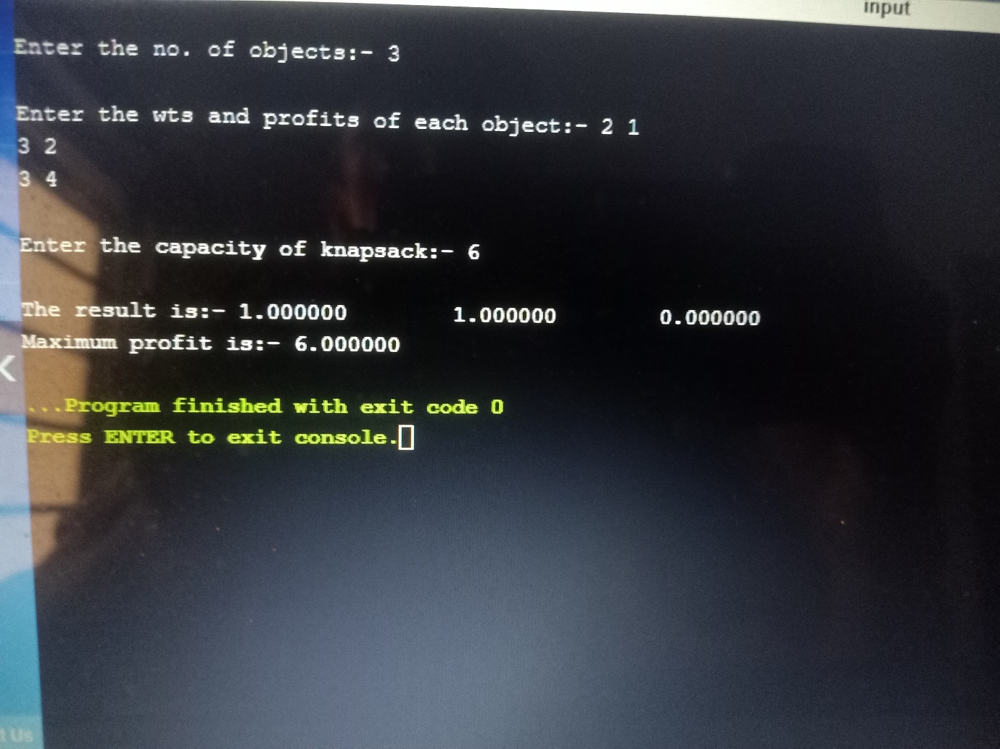 input
Enter the no. of objects:- 3
Enter the wts and profits of each object:- 2 1
3 2
3 4
Enter the capacity of knapsack:- 6
The result is:- 1.000000 1.000000 0.000000
Maximum profit is:- 6.000000
...Program finished with exit code 0
Press ENTER to exit console.
Us